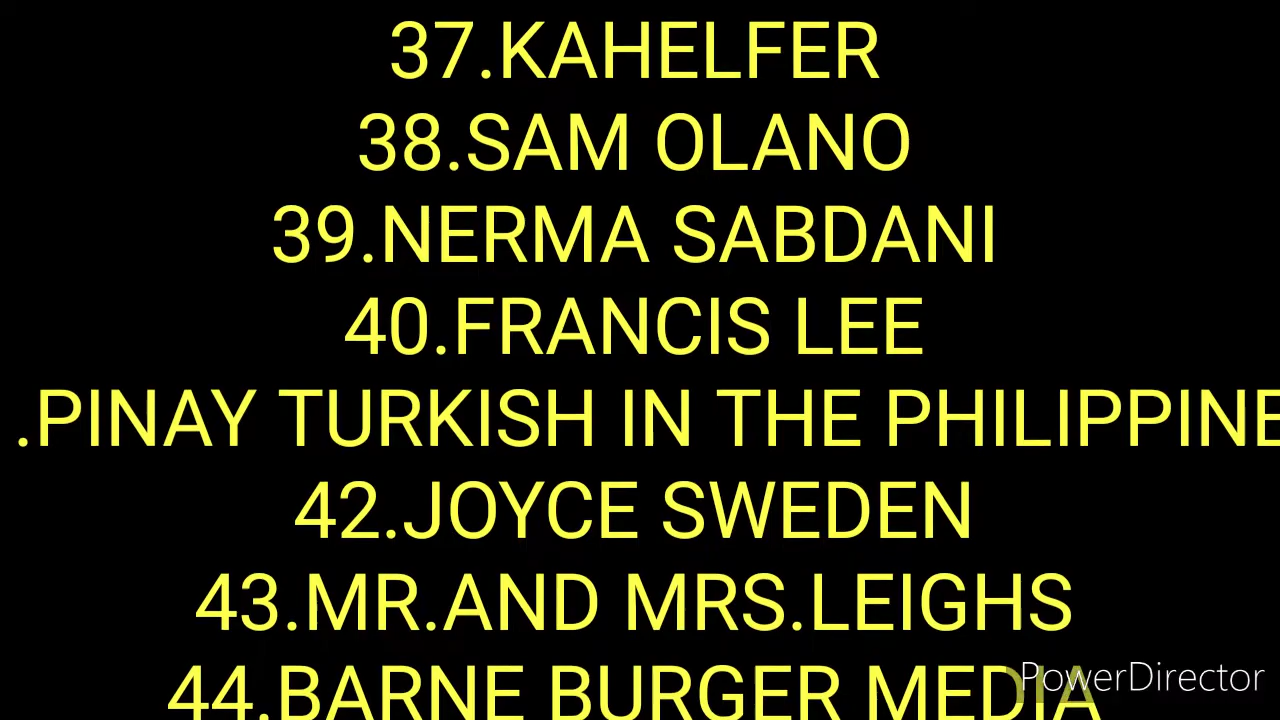 37.KAHELFER
38.SAM OLANO
39.NERMA SABDANI
40.FRANCIS LEE
.PINAY TURKISH IN THE PHILIPPINE
42.JOYCE SWEDEN
43.MR.AND MRS.LEIGHS
44.BARNE BURGER MEDIA
PowerDirector